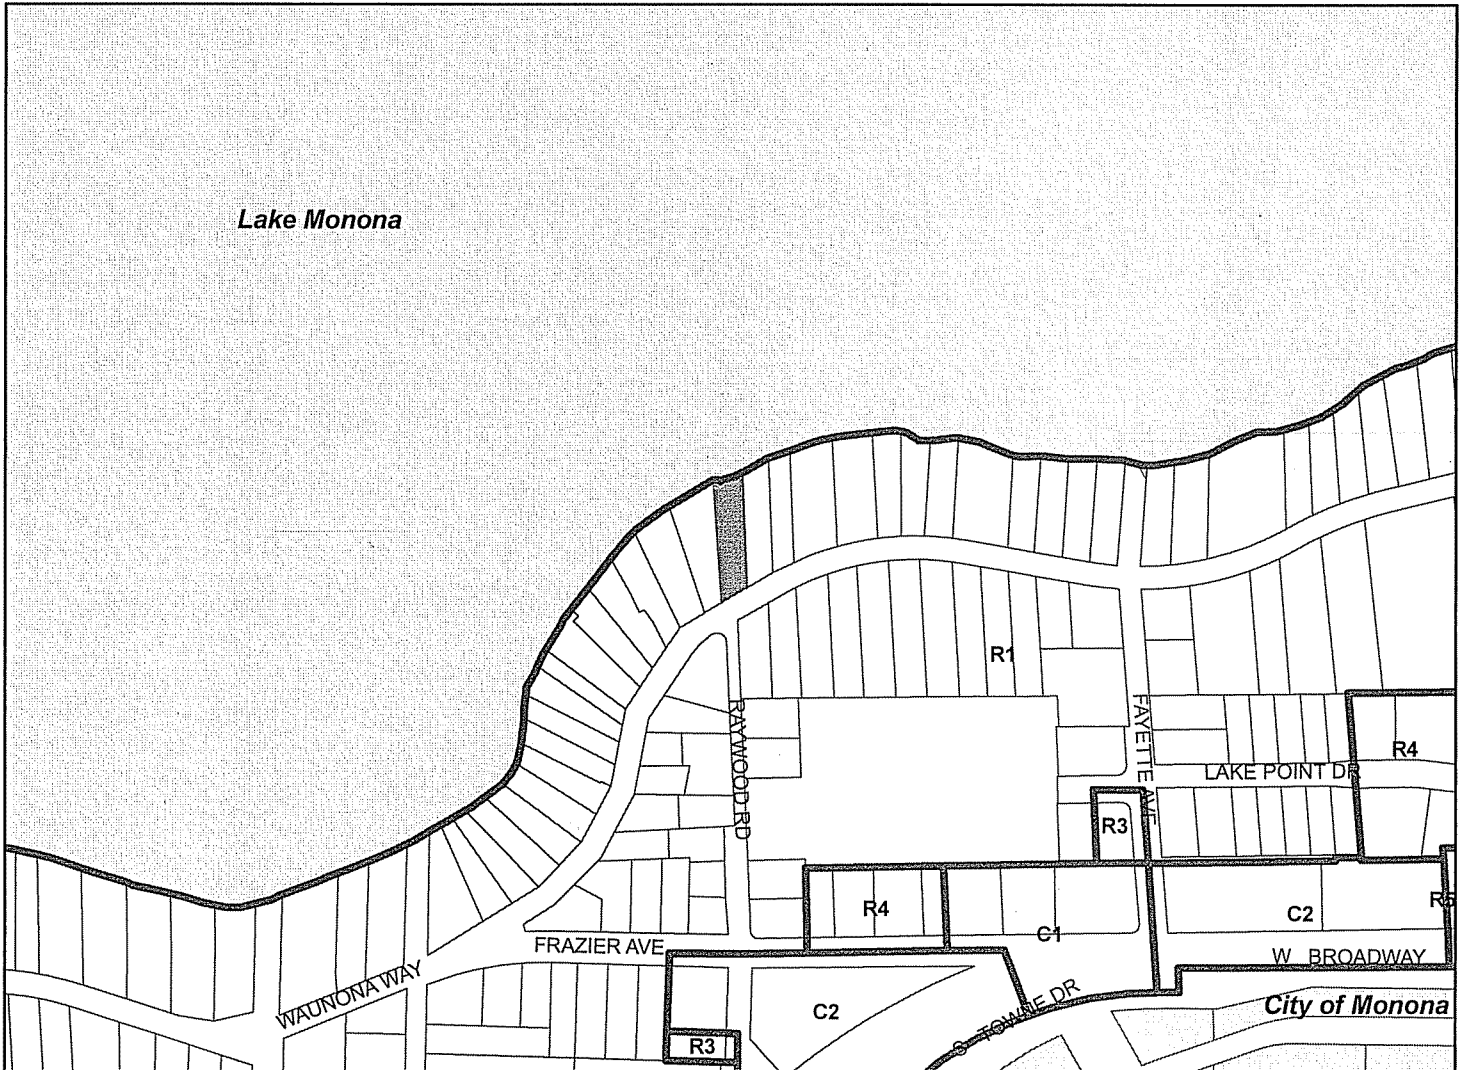 Lake Monona
R1
RAYWOOD RD
FAYETTE AVE
R4
LAKE POINT DR
R3
R4
R5
C2
C1
FRAZIER AVE
W BROADWAY
WAUNONA WAY
S TOWNE DR
City of Monona
C2
R3